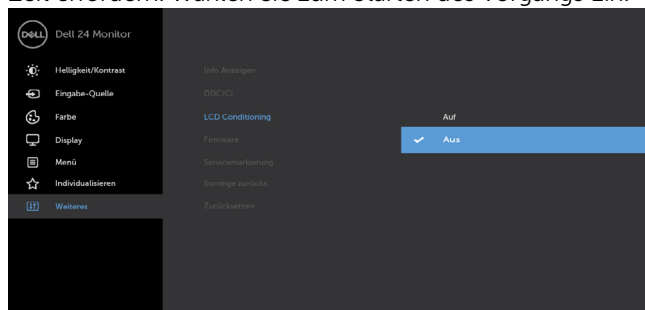 Zeit erfordern. Wählen Sie zum Starten des Vorgangs Ein.
DELL
Dell 24 Monitor
Helligkeit/Kontrast
Info Anzeigen
Eingabe-Quelle
DDC/CI
Farbe
LCD Conditioning
Auf
Display
Firmware
Aus
Menü
Servicemarkierung
Individualisieren
Sonstige zurücks.
Weiteres
Zurücksetzen